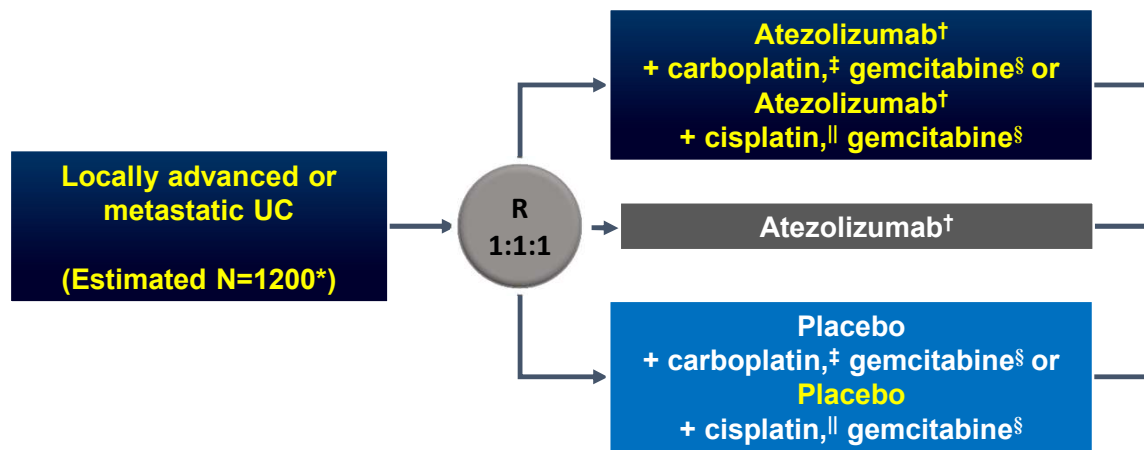 Locally advanced or
metastatic UC
(Estimated N=1200*)
R
1:1:1
Atezolizumab†
+ carboplatin,‡ gemcitabine§ or
Atezolizumab†
+ cisplatin,|| gemcitabine§
Atezolizumab†
Placebo
+ carboplatin,‡ gemcitabine§ or
Placebo
+ cisplatin,|| gemcitabine§